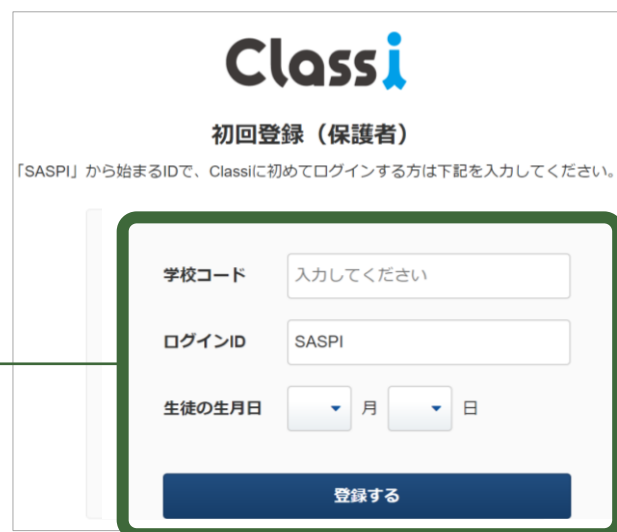 Classi
初回登録（保護者）
「SASPI」から始まるIDで、Classiに初めてログインする方は下記を入力してください。
学校コード 入力してください
ログインID SASPI
生徒の生月日 月 日
登録する